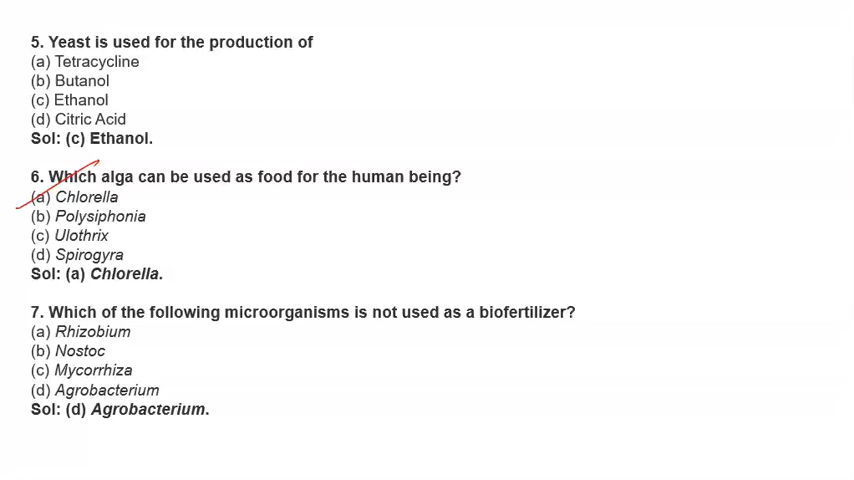 5. Yeast is used for the production of
(a) Tetracycline
(b) Butanol
(c) Ethanol
(d) Citric Acid
Sol: (c) Ethanol.
6. Which alga can be used as food for the human being?
(a) Chlorella
(b) Polysiphonia
(c) Ulothrix
(d) Spirogyra
Sol: (a) Chlorella.
7. Which of the following microorganisms is not used as a biofertilizer?
(a) Rhizobium
(b) Nostoc
(c) Mycorrhiza
(d) Agrobacterium
Sol: (d) Agrobacterium.